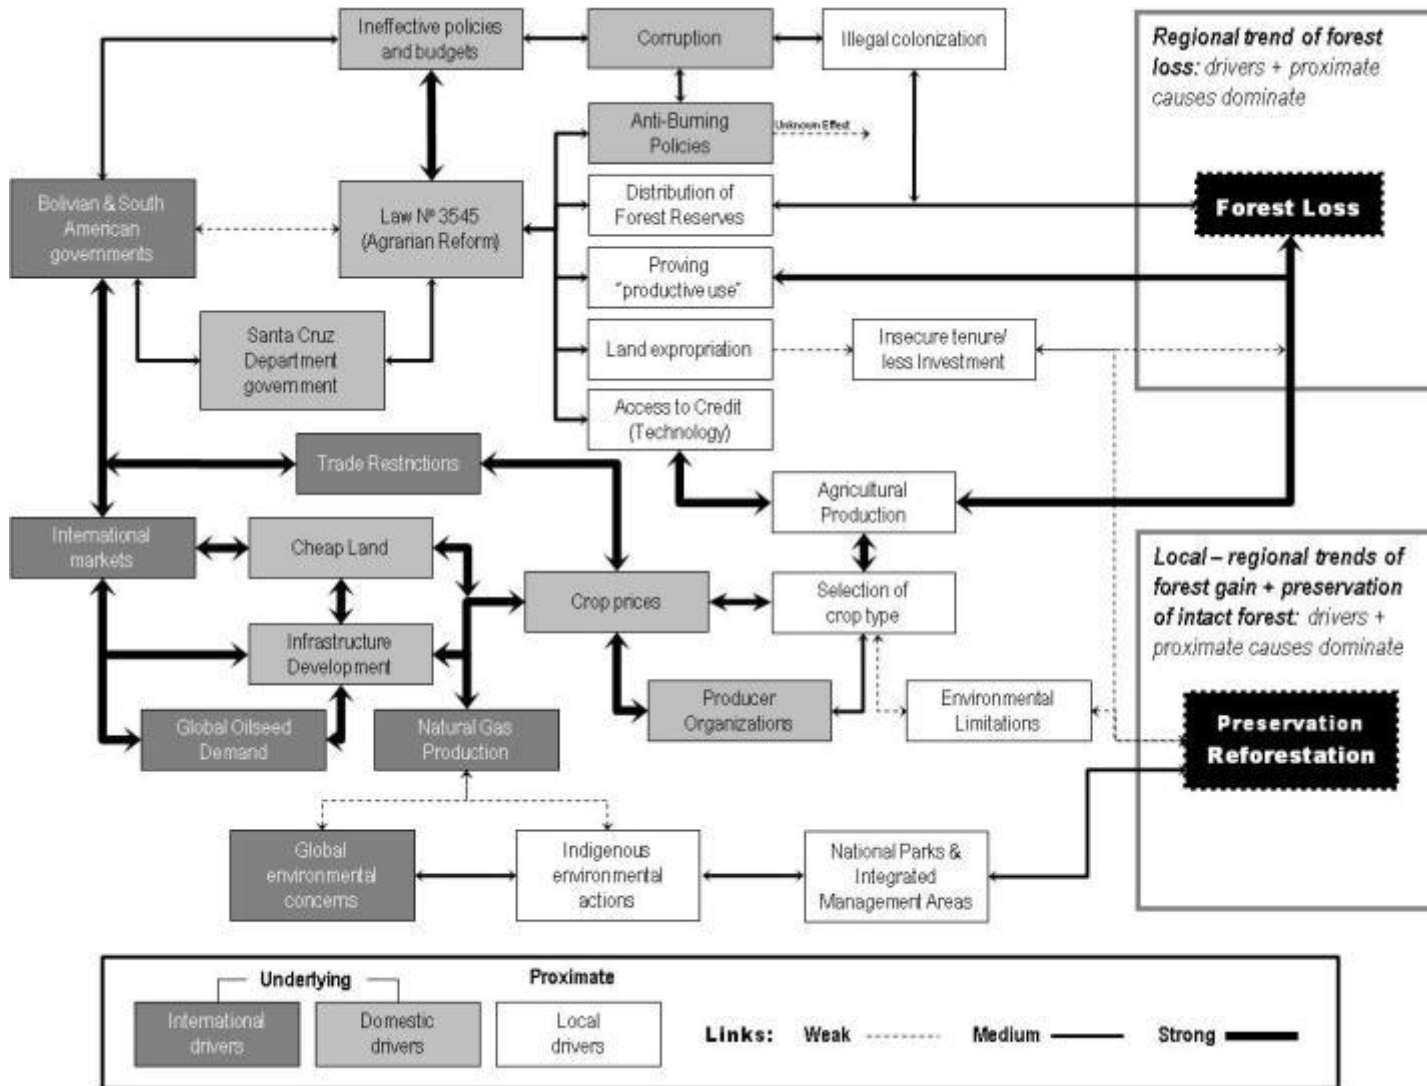 Ineffective policies
and budgets
Corruption
Illegal colonization
Regional trend of forest
loss: drivers + proximate
causes dominate
Anti-Burning
Policies
Unknown Effect
Bolivian & South
American
governments
Law Nº 3545
(Agrarian Reform)
Distribution of
Forest Reserves
Forest Loss
Proving
"productive use"
Santa Cruz
Department
government
Land expropriation
Insecure tenure/
less Investment
Access to Credit
(Technology)
Trade Restrictions
Agricultural
Production
International
markets
Cheap Land
Local – regional trends of
forest gain + preservation
of intact forest: drivers +
proximate causes dominate
Crop prices
Selection of
crop type
Infrastructure
Development
Global Oilseed
Demand
Natural Gas
Production
Producer
Organizations
Environmental
Limitations
Preservation
Reforestation
Global
environmental
concerns
Indigenous
environmental
actions
National Parks &
Integrated
Management Areas
Underlying
Proximate
International
drivers
Domestic
drivers
Local
drivers
Links: Weak Medium Strong